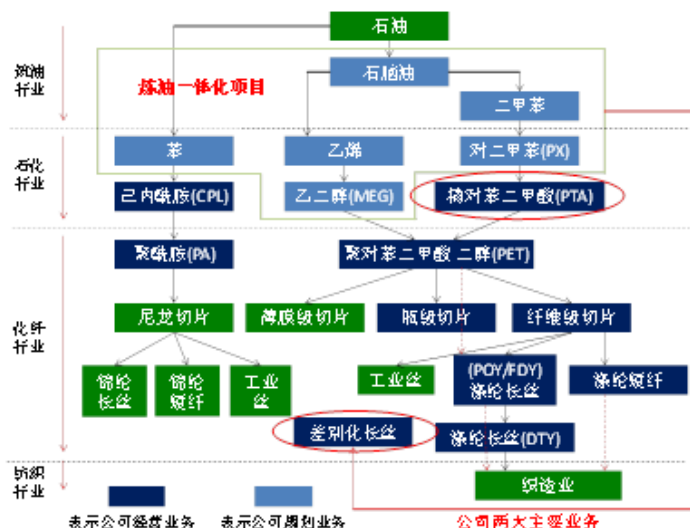 石油
石脑油
炼油一体化项目
二甲苯
炼油
行业
苯
乙烯
对二甲苯(PX)
己内酰胺(CPL)
乙二醇(MEG)
精对苯二甲酸(PTA)
石化
行业
聚酰胺(PA)
聚对苯二甲酸 二醇(PET)
尼龙切片
薄膜级切片
瓶级切片
纤维级切片
化纤
行业
锦纶
长丝
锦纶
短纤
工业
丝
工业丝
(POY/FDY)
涤纶长丝
涤纶短纤
差别化长丝
涤纶长丝(DTY)
纺织
行业
织造业
表示公司经营业务
表示公司规划业务
公司两大主要业务